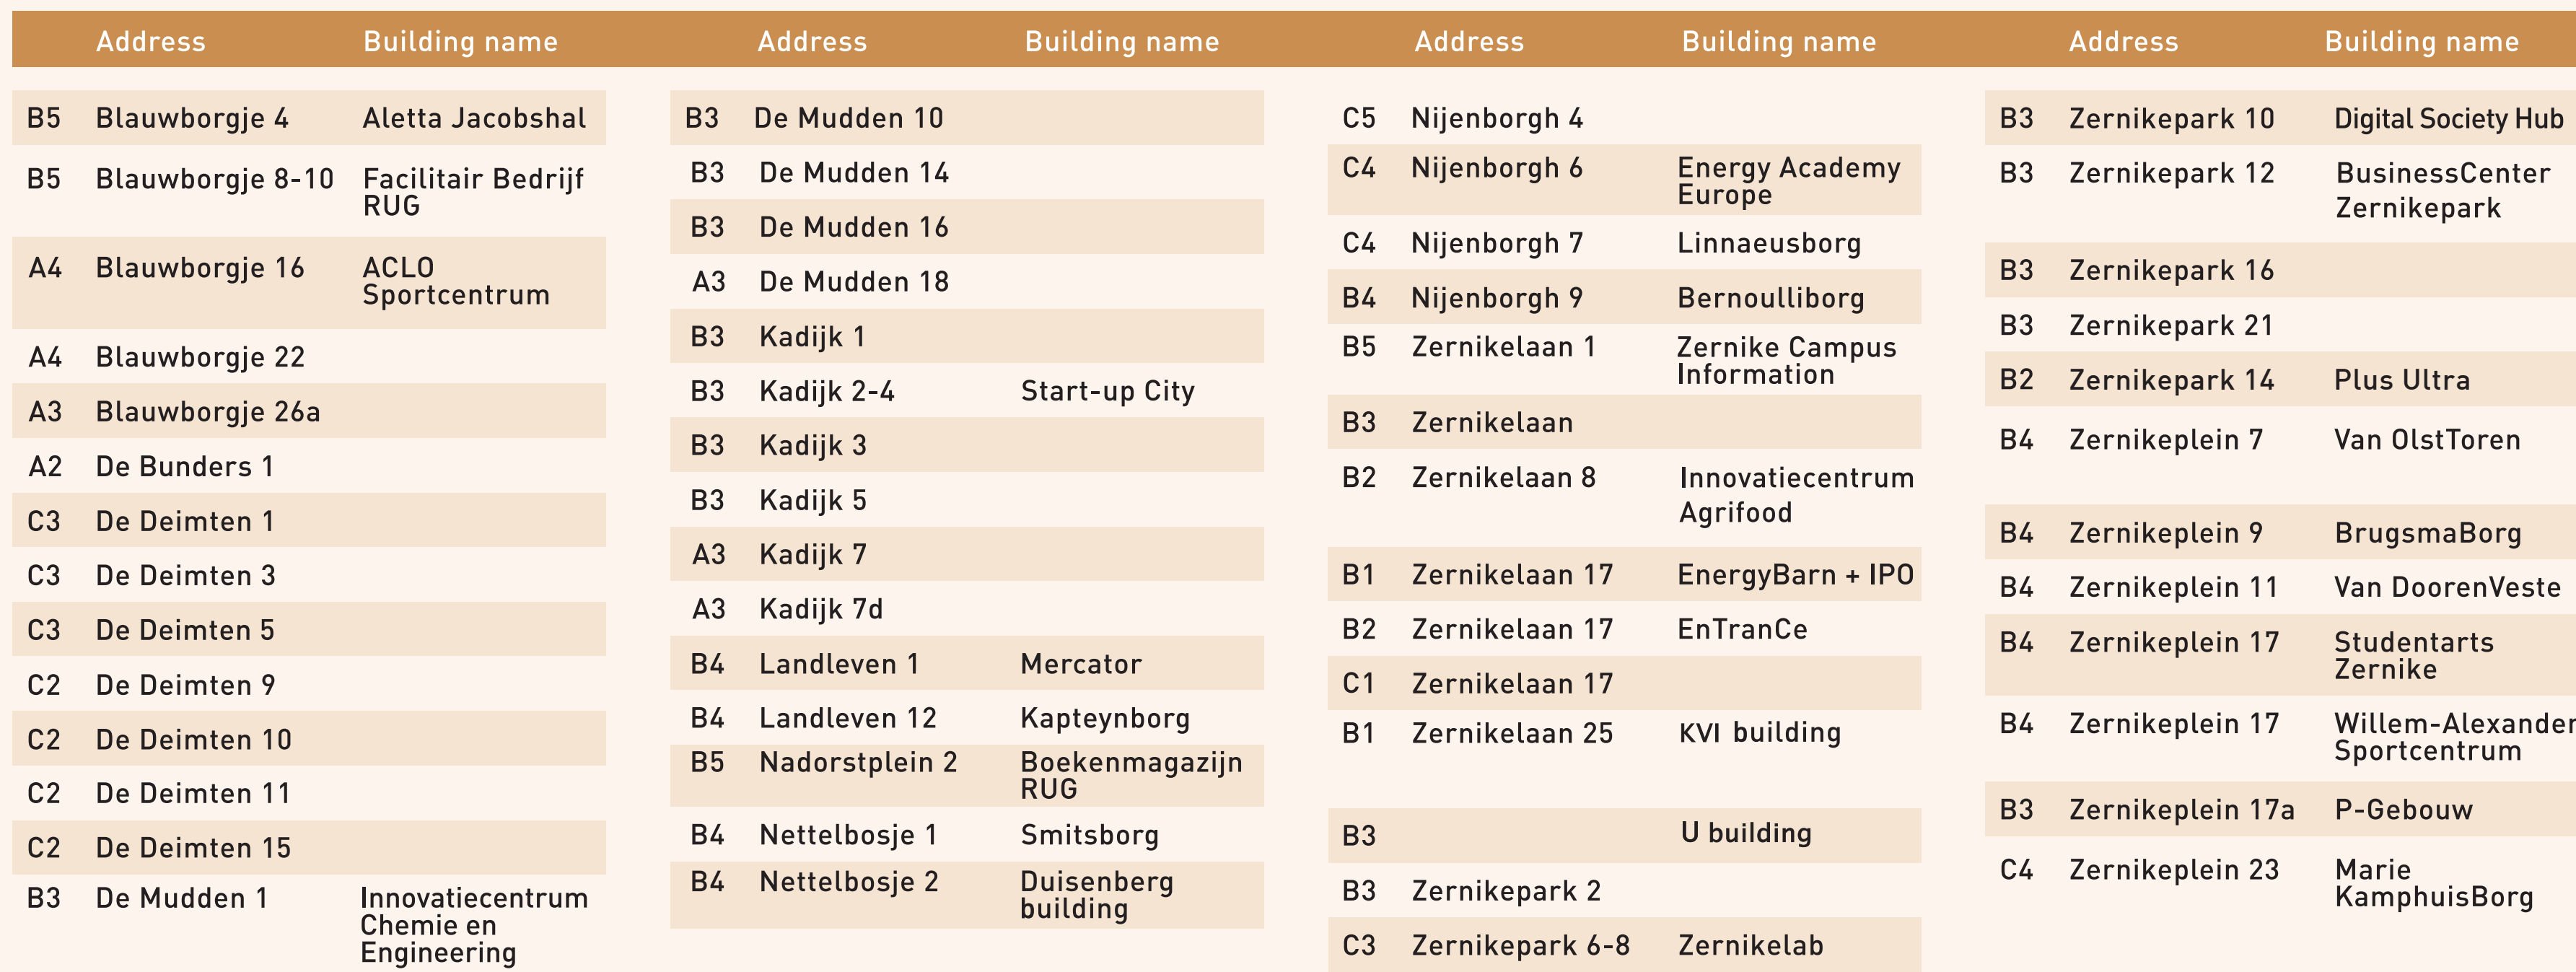 Address Building name Address Building name Address Building name Address Building name
B5 Blauwborgje 4 Aletta Jacobshal
B5 Blauwborgje 8-10 Facilitair Bedrijf
RUG
A4 Blauwborgje 16 ACLO
Sportcentrum
A4 Blauwborgje 22
A3 Blauwborgje 26a
A2 De Bunders 1
C3 De Deimten 1
C3 De Deimten 3
C3 De Deimten 5
C2 De Deimten 9
C2 De Deimten 10
C2 De Deimten 11
C2 De Deimten 15
B3 De Mudden 1 Innovatiecentrum
Chemie en
Engineering
B3 De Mudden 10
B3 De Mudden 14
B3 De Mudden 16
A3 De Mudden 18
B3 Kadijk 1
B3 Kadijk 2-4 Start-up City
B3 Kadijk 3
B3 Kadijk 5
A3 Kadijk 7
A3 Kadijk 7d
B4 Landleven 1 Mercator
B4 Landleven 12 Kapteynborg
B5 Nadorstplein 2 Boekenmagazijn
RUG
B4 Nettelbosje 1 Smitsborg
B4 Nettelbosje 2 Duisenberg
building
C5 Nijenborgh 4
C4 Nijenborgh 6 Energy Academy
Europe
C4 Nijenborgh 7 Linnaeusborg
B4 Nijenborgh 9 Bernoulliborg
B5 Zernikelaan 1 Zernike Campus
Information
B3 Zernikelaan
B2 Zernikelaan 8 Innovatiecentrum
Agrifood
B1 Zernikelaan 17 EnergyBarn + IPO
B2 Zernikelaan 17 EnTranCe
C1 Zernikelaan 17
B1 Zernikelaan 25 KVI building
B3 U building
B3 Zernikepark 2
C3 Zernikepark 6-8 Zernikelab
B3 Zernikepark 10 Digital Society Hub
B3 Zernikepark 12 BusinessCenter
Zernikepark
B3 Zernikepark 16
B3 Zernikepark 21
B2 Zernikepark 14 Plus Ultra
B4 Zernikeplein 7 Van OlstToren
B4 Zernikeplein 9 BrugsmaBorg
B4 Zernikeplein 11 Van DoorenVeste
B4 Zernikeplein 17 Studentarts
Zernike
B4 Zernikeplein 17 Willem-Alexander
Sportcentrum
B3 Zernikeplein 17a P-Gebouw
C4 Zernikeplein 23 Marie
KamphuisBorg